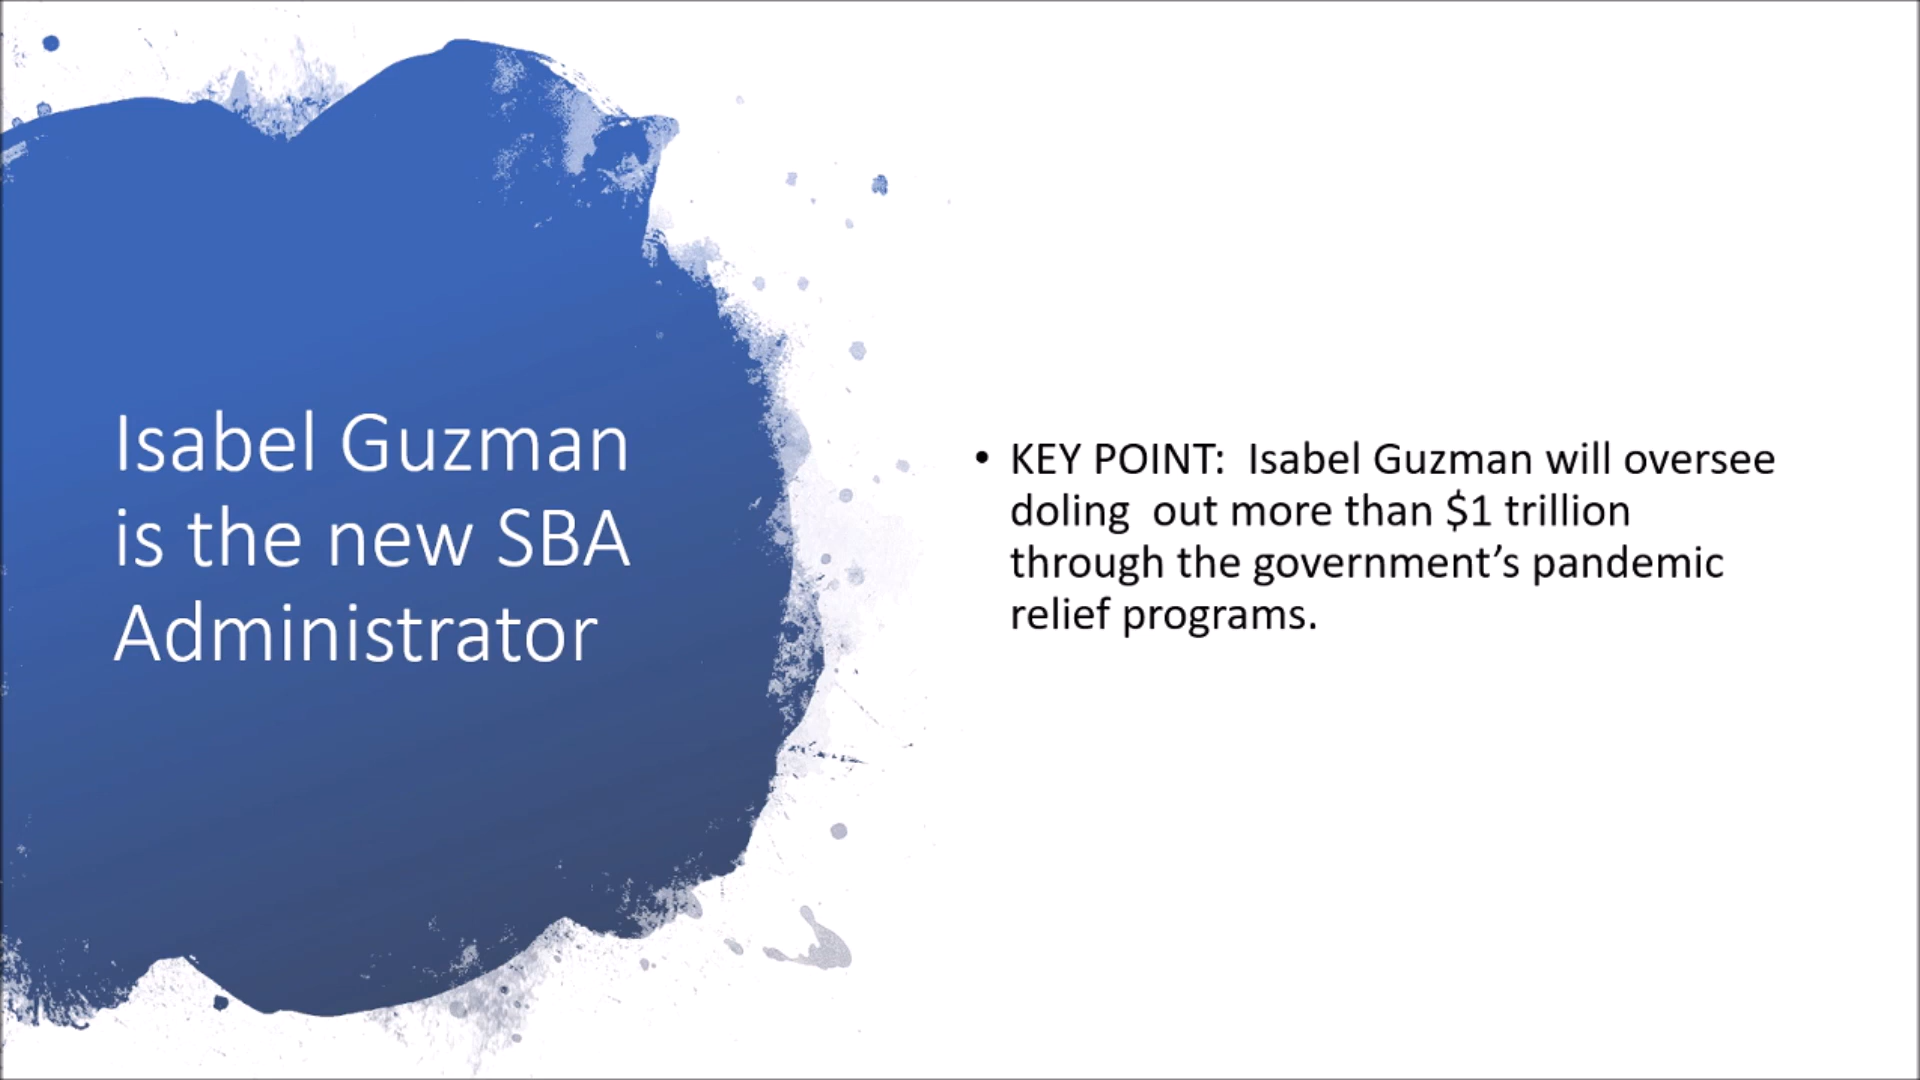 Isabel Guzman
is the new SBA
Administrator
• KEY POINT:  Isabel Guzman will oversee
doling  out more than $1 trillion
through the government’s pandemic
relief programs.